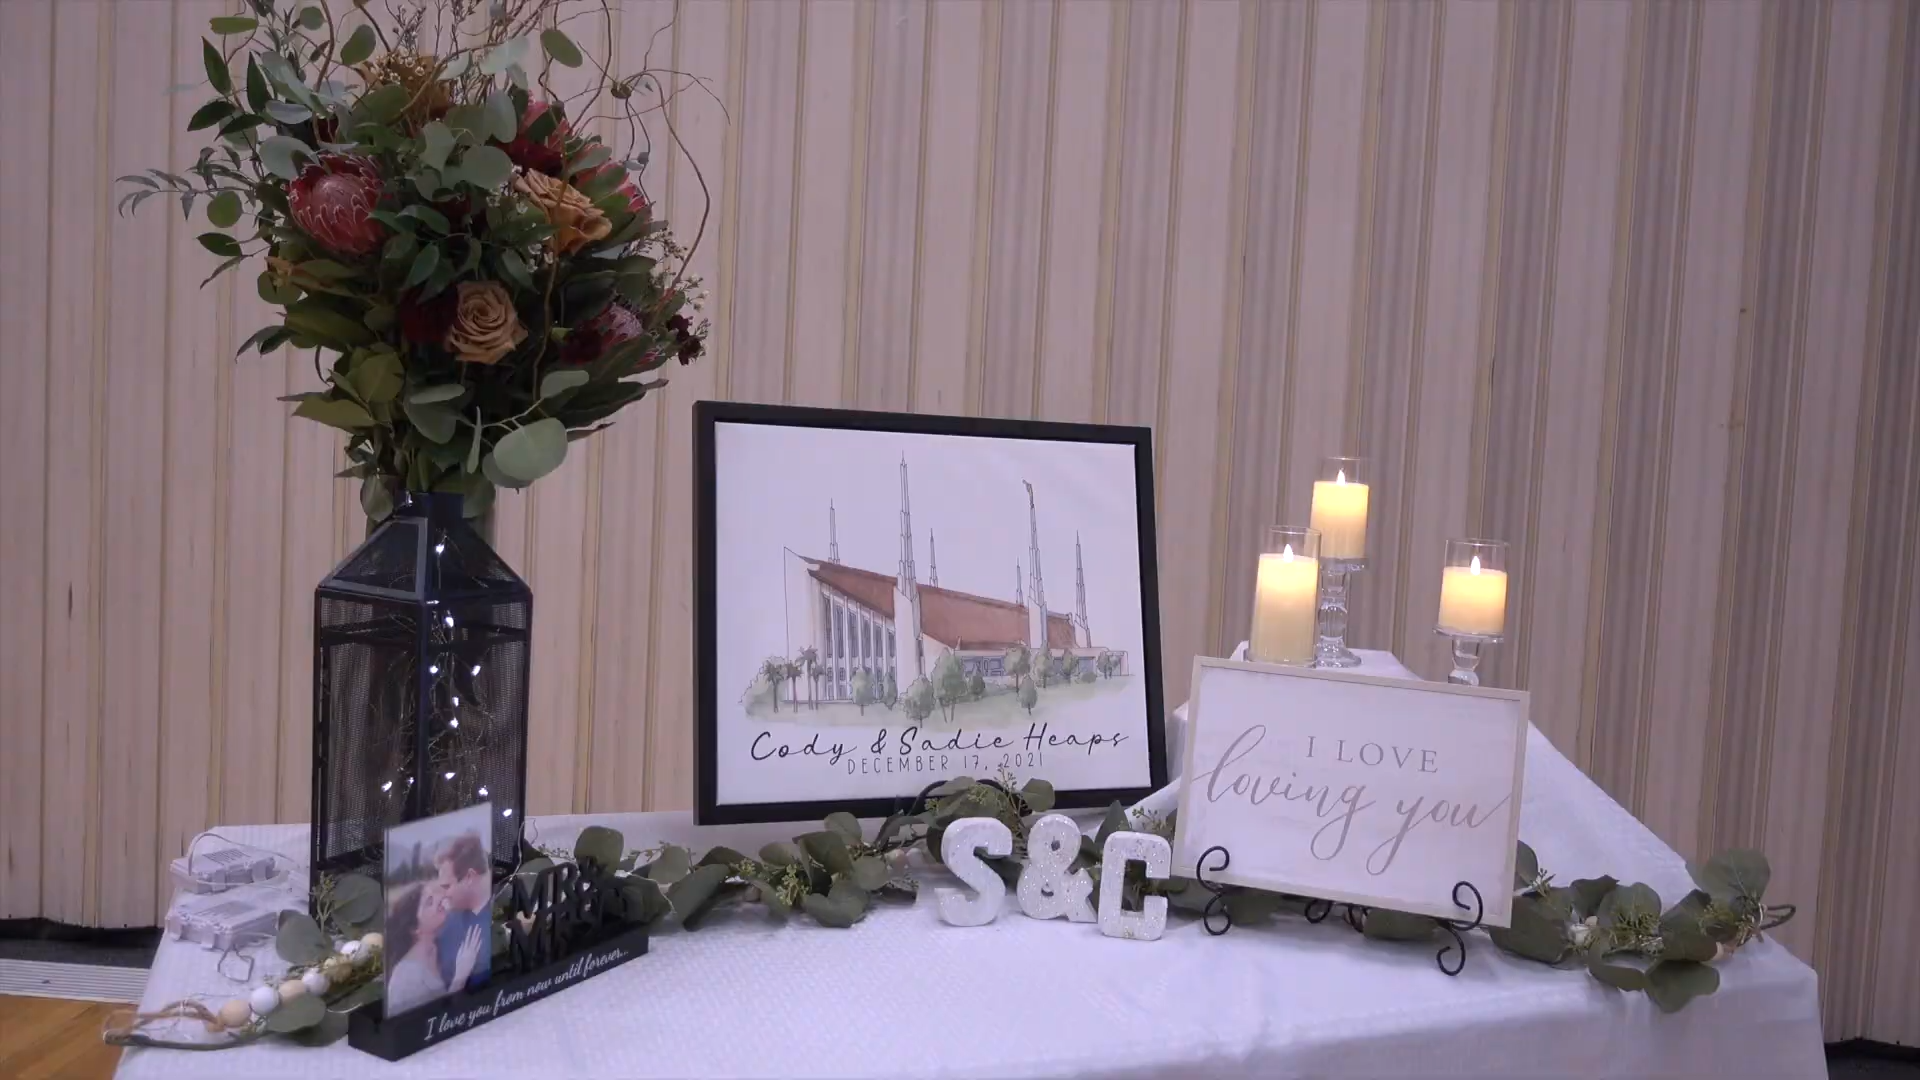 Cody & Sadie Heaps
DECEMBER 17, 2021
I LOVE
loving you
S&C
MR &
MRS
I love you from now until forever...